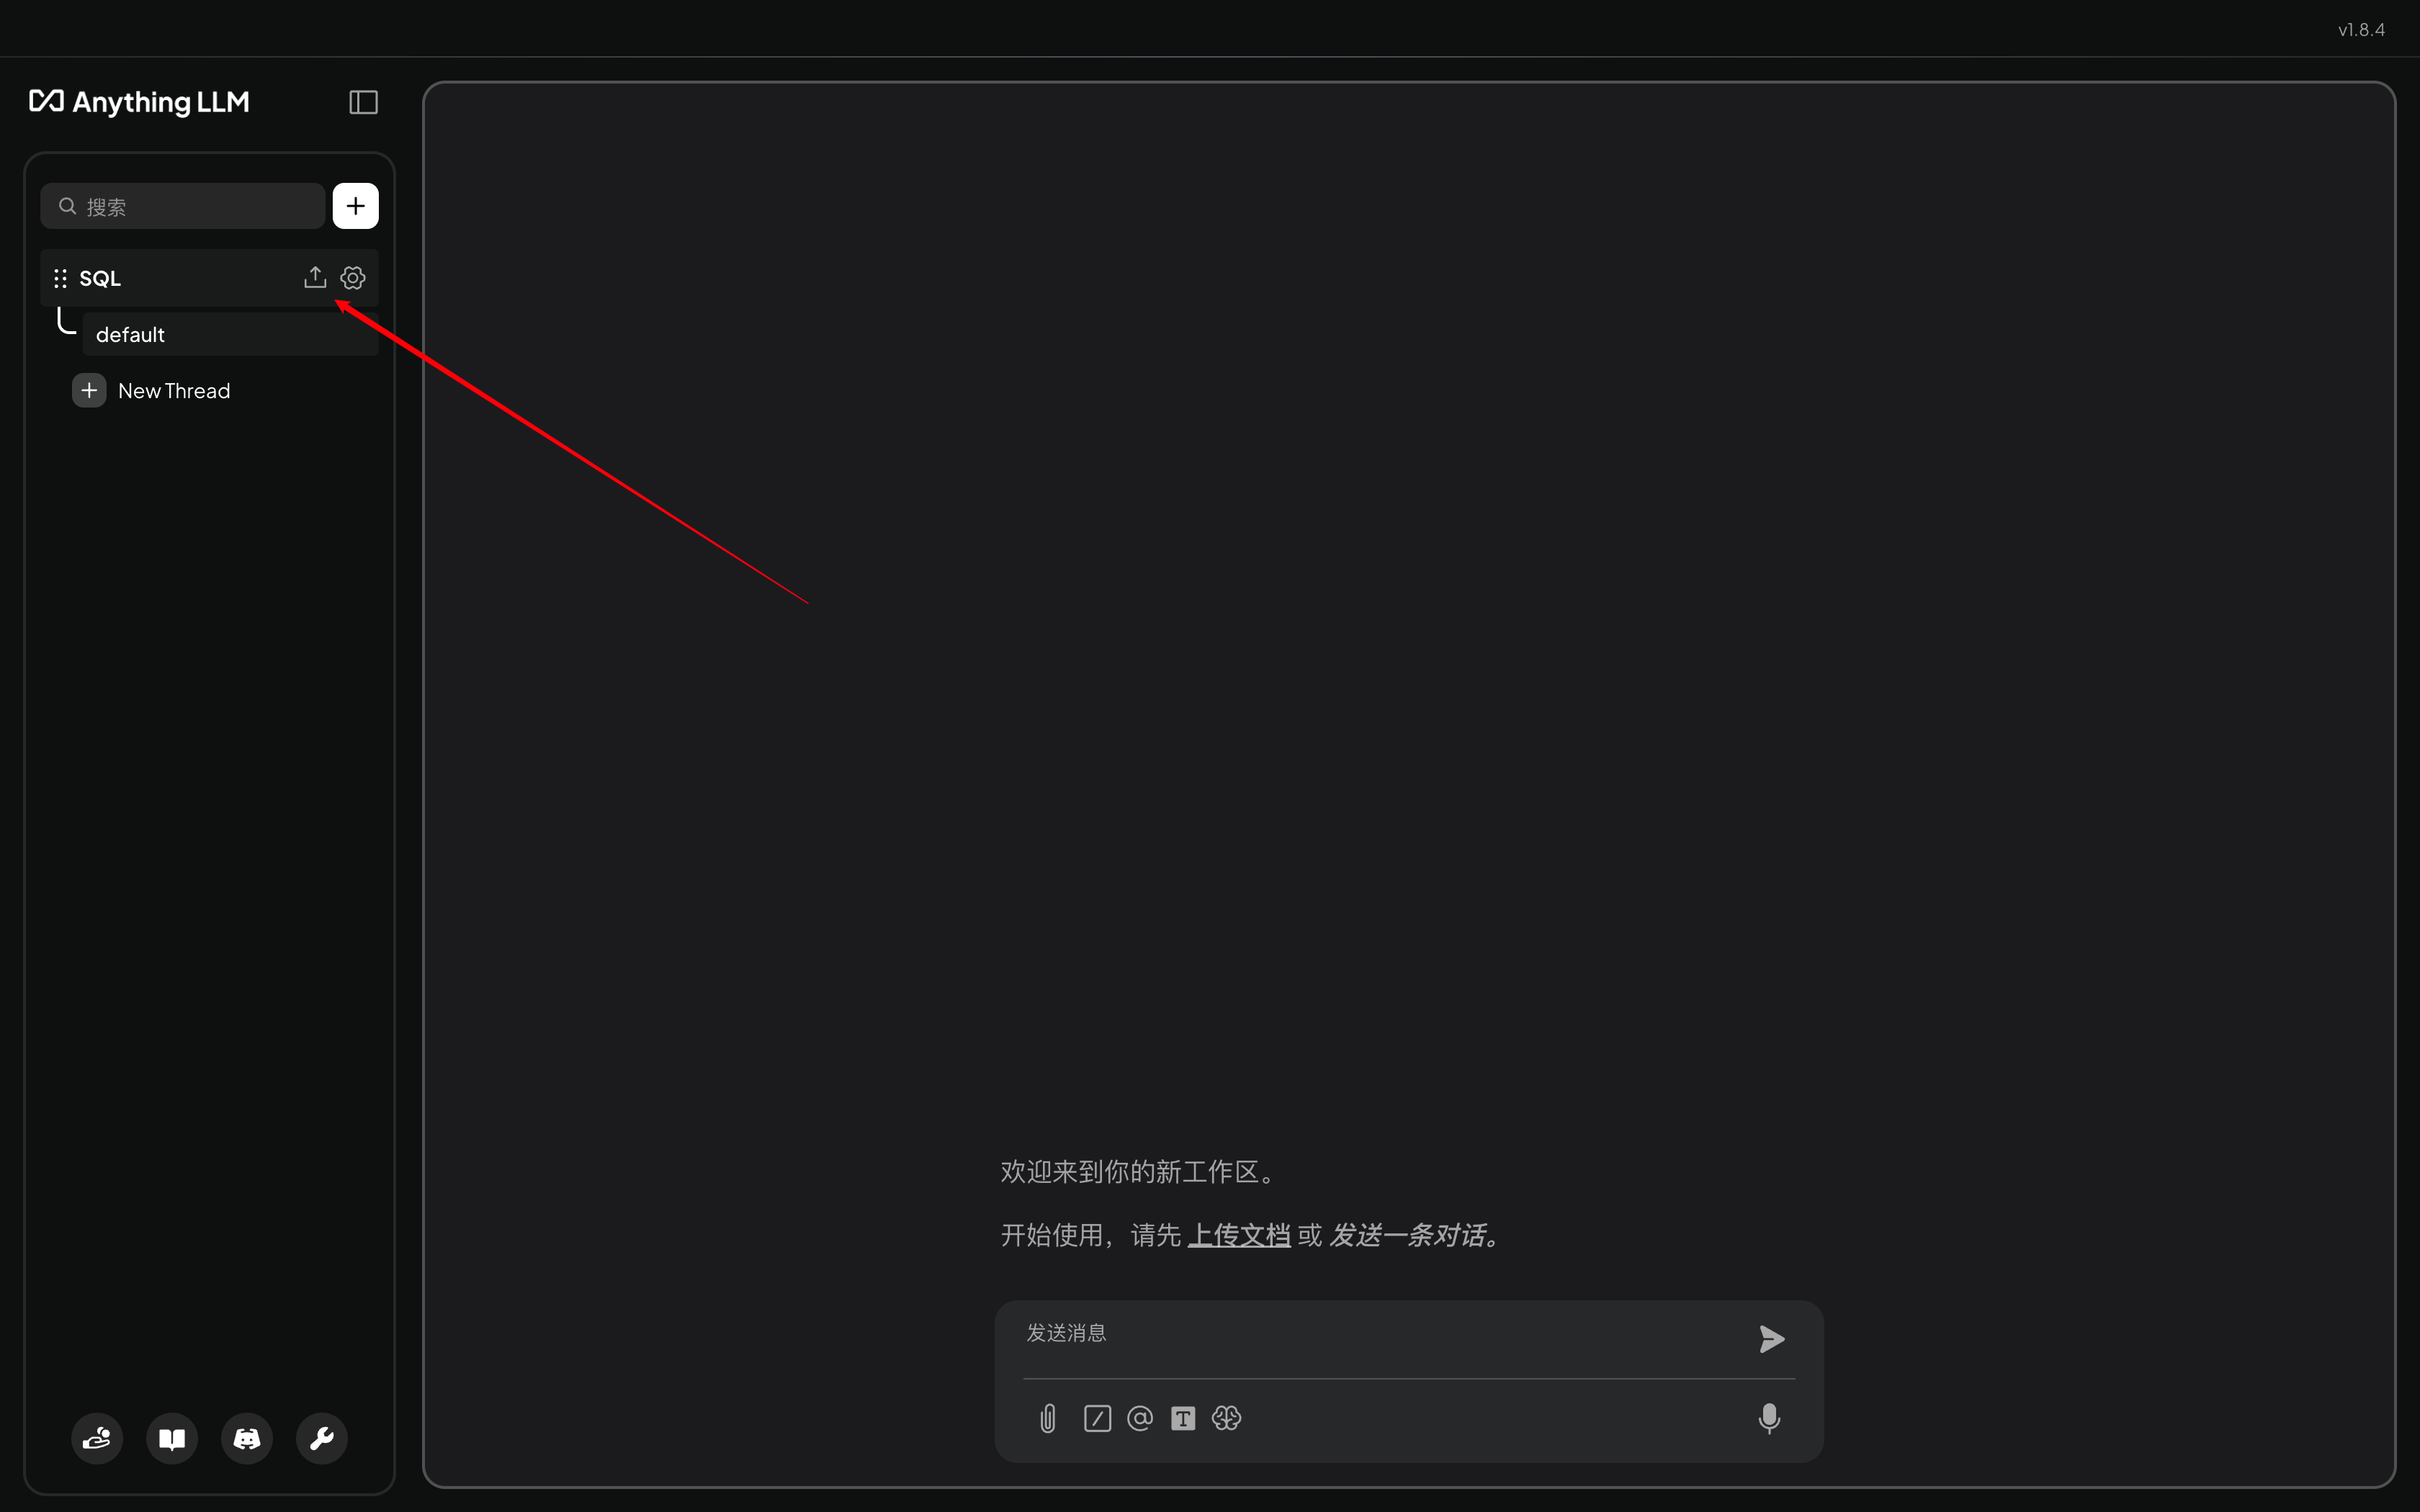 v1.8.4
Anything LLM
搜索
SQL
default
New Thread
欢迎来到你的新工作区。
开始使用，请先 上传文档 或 发送一条对话。
发送消息